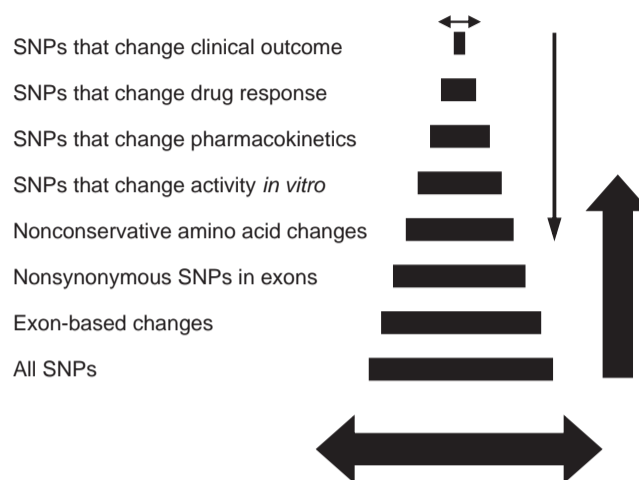 SNPs that change clinical outcome
SNPs that change drug response
SNPs that change pharmacokinetics
SNPs that change activity in vitro
Nonconservative amino acid changes
Nonsynonymous SNPs in exons
Exon-based changes
All SNPs